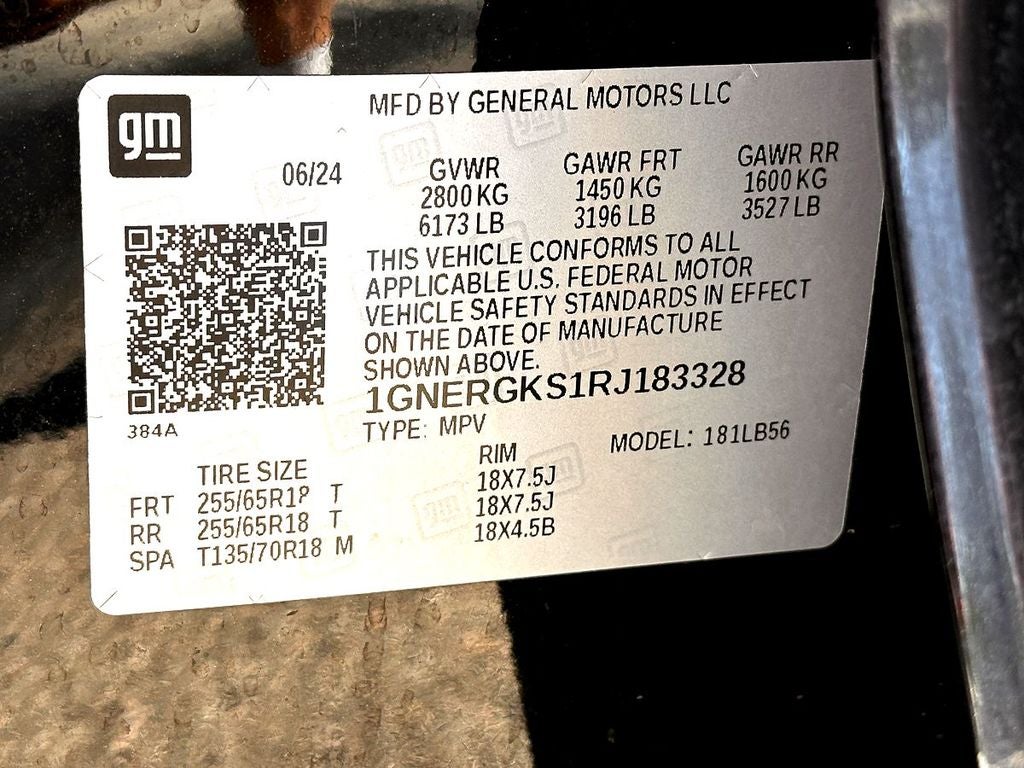 gm
MFD BY GENERAL MOTORS LLC
06/24
GVWR GAWR FRT GAWR RR
2800 KG 1450 KG 1600 KG
6173 LB 3196 LB 3527 LB
THIS VEHICLE CONFORMS TO ALL
APPLICABLE U.S. FEDERAL MOTOR
VEHICLE SAFETY STANDARDS IN EFFECT
ON THE DATE OF MANUFACTURE
SHOWN ABOVE.
1GNERGKS1RJ183328
384A
TYPE: MPV MODEL: 181LB56
TIRE SIZE RIM
FRT 255/65R18 T 18X7.5J
RR 255/65R18 T 18X7.5J
SPA T135/70R18 M 18X4.5B